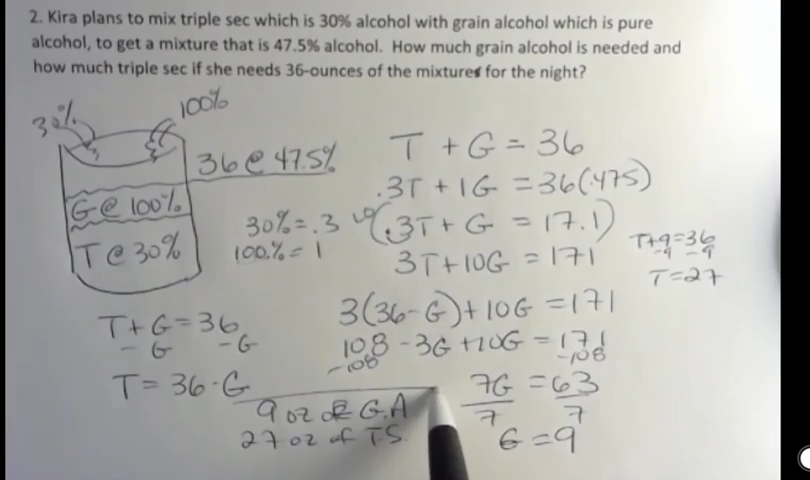 2. Kira plans to mix triple sec which is 30% alcohol with grain alcohol which is pure
alcohol, to get a mixture that is 47.5% alcohol. How much grain alcohol is needed and
how much triple sec if she needs 36-ounces of the mixtures for the night?
30%
100%
36 @ 47.5%
G @ 100%
T @ 30%
30% = .3
100.% = 1
T + G = 36
.3T + 1G = 36(.475)
10(.3T + G = 17.1)
3T + 10G = 171
T+9=36
-9 -9
T=27
T+G=36
-G -G
T=36-G
3(36-G)+10G=171
108-3G+10G=171
-108 -108
7G=63
7 7
G=9
9 oz of G.A
27 oz of T.S.